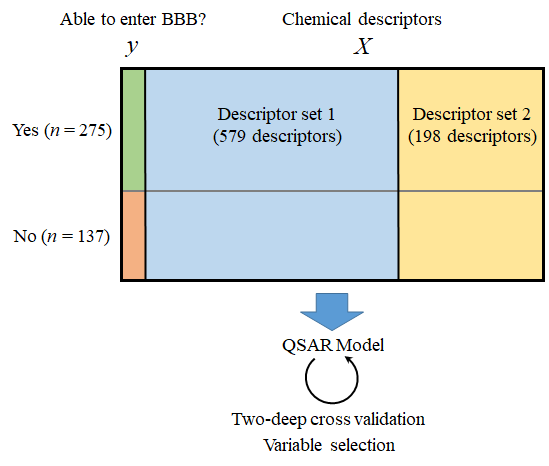 Able to enter BBB?
Chemical descriptors
y
X
Yes (n = 275)
Descriptor set 1
(579 descriptors)
Descriptor set 2
(198 descriptors)
No (n = 137)
QSAR Model
Two-deep cross validation
Variable selection